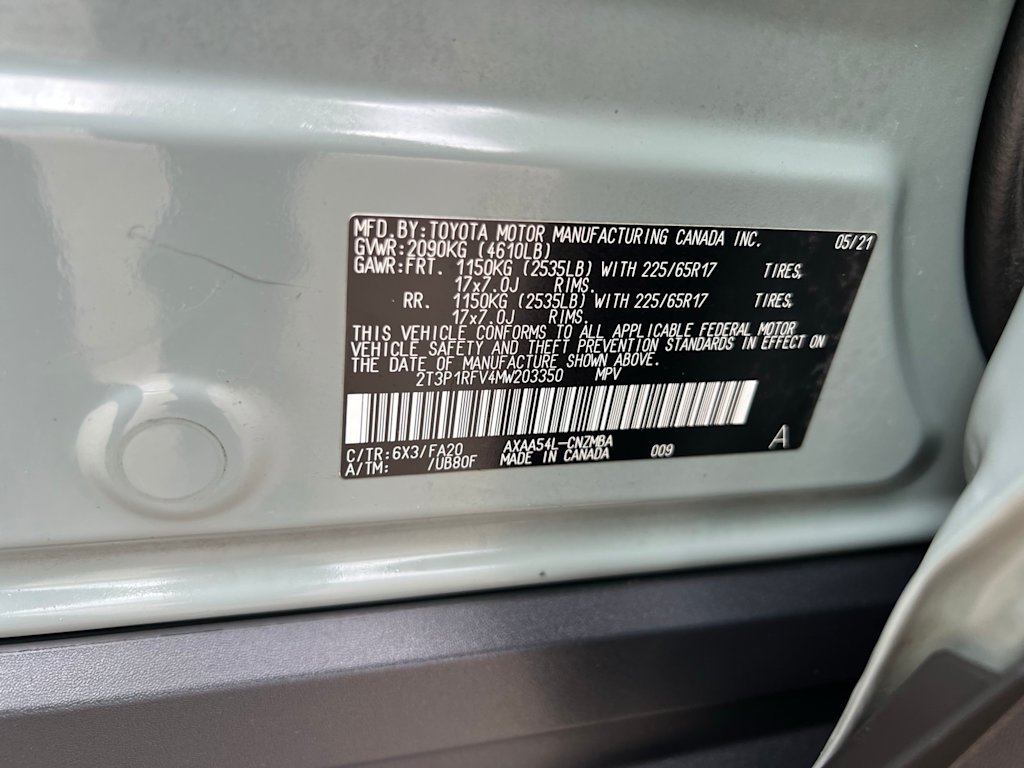 MFD. BY: TOYOTA MOTOR MANUFACTURING CANADA INC. 05/21
GVWR: 2090KG (4610LB)
GAWR: FRT. 1150KG (2535LB) WITH 225/65R17 TIRES,
17x7.0J RIMS.
RR. 1150KG (2535LB) WITH 225/65R17 TIRES,
17x7.0J RIMS.
THIS VEHICLE CONFORMS TO ALL APPLICABLE FEDERAL MOTOR
VEHICLE SAFETY AND THEFT PREVENTION STANDARDS IN EFFECT ON
THE DATE OF MANUFACTURE SHOWN ABOVE.
2T3P1RFV4MW203350 MPV
C/TR: 6X3/FA20 AXAA54L-CNZMBA A
A/TM: /UB80F MADE IN CANADA 009